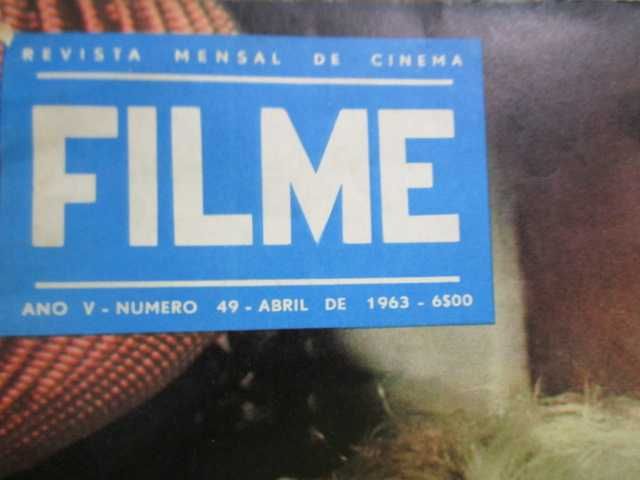 REVISTA MENSAL DE CINEMA
FILME
ANO V - NUMERO 49 - ABRIL DE 1963 - 6$00